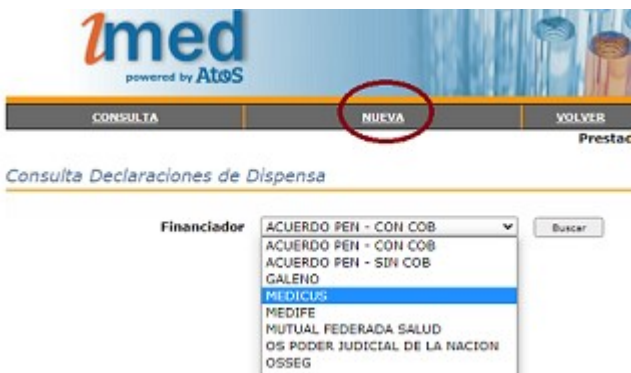 imed
powered by AtoS
CONSULTA NUEVA VOLVER
Prestac
Consulta Declaraciones de Dispensa
Financiador ACUERDO PEN - CON COB Buscar
ACUERDO PEN - CON COB
ACUERDO PEN - SIN COB
GALENO
MEDICUS
MEDIFE
MUTUAL FEDERADA SALUD
OS PODER JUDICIAL DE LA NACION
OSSEG